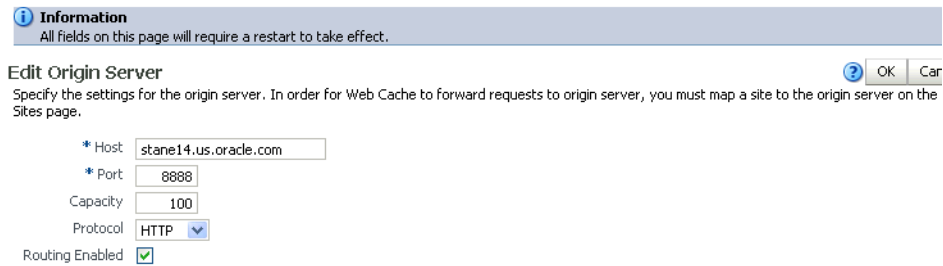 Information
All fields on this page will require a restart to take effect.
Edit Origin Server
? OK
Specify the settings for the origin server. In order for Web Cache to forward requests to origin server, you must map a site to the origin server on the
Sites page.
* Host stane14.us.oracle.com
* Port 8888
Capacity 100
Protocol HTTP
Routing Enabled